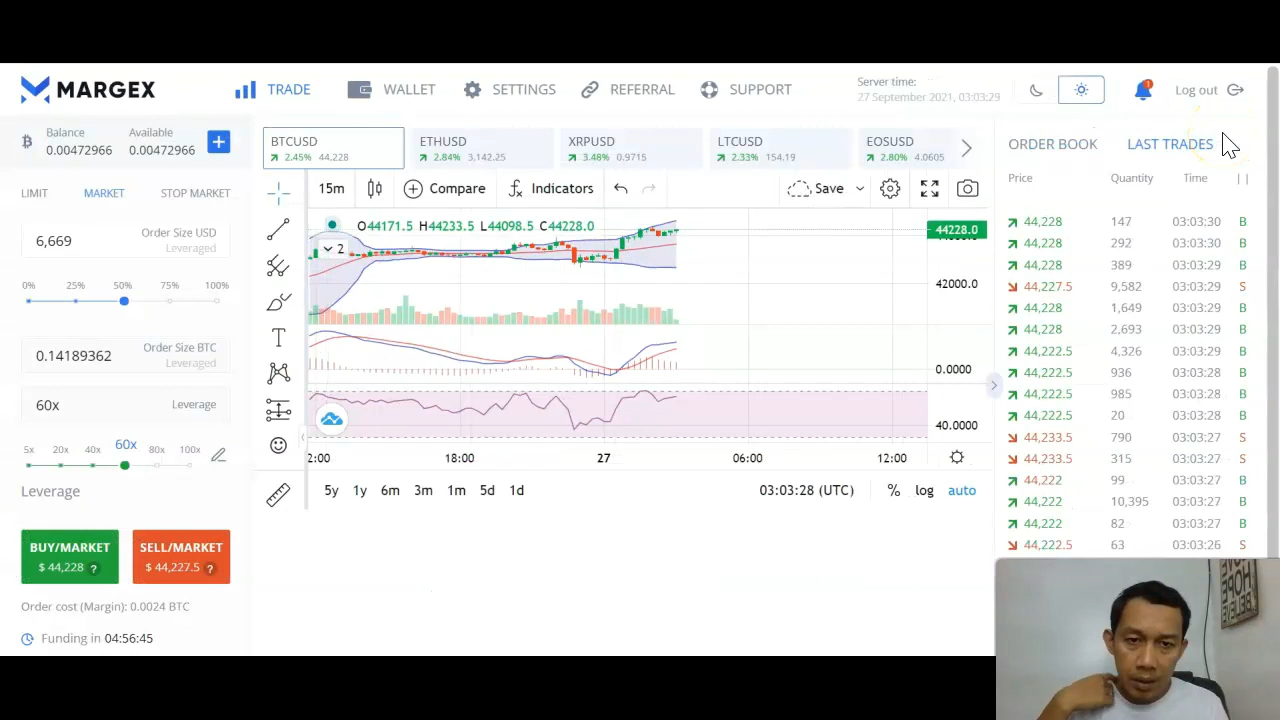 MARGEX
TRADE
WALLET
SETTINGS
REFERRAL
SUPPORT
Server time:
27 September 2021, 03:03:29
1
Log out
Balance
0.00472966
Available
0.00472966
BTCUSD
2.45% 44,228
ETHUSD
2.84% 3,142.25
XRPUSD
3.48% 0.9715
LTCUSD
2.33% 154.19
EOSUSD
2.80% 4.0605
ORDER BOOK
LAST TRADES
LIMIT
MARKET
STOP MARKET
15m
Compare
Indicators
Save
Price Quantity Time
6,669
Order Size USD
Leveraged
0% 25% 50% 75% 100%
0.14189362
Order Size BTC
Leveraged
60x
Leverage
5x 20x 40x 60x 80x 100x
Leverage
BUY/MARKET
$ 44,228 ?
SELL/MARKET
$ 44,227.5 ?
Order cost (Margin): 0.0024 BTC
Funding in 04:56:45
O44171.5 H44233.5 L44098.5 C44228.0
2
44228.0
42000.0
0.0000
40.0000
2:00 18:00 27 06:00 12:00
5y 1y 6m 3m 1m 5d 1d
03:03:28 (UTC)
% log auto
44,228 147 03:03:30 B
44,228 292 03:03:30 B
44,228 389 03:03:29 B
44,227.5 9,582 03:03:29 S
44,228 1,649 03:03:29 B
44,228 2,693 03:03:29 B
44,222.5 4,326 03:03:29 B
44,222.5 936 03:03:28 B
44,222.5 985 03:03:28 B
44,222.5 20 03:03:28 B
44,233.5 790 03:03:27 S
44,233.5 315 03:03:27 S
44,222 99 03:03:27 B
44,222 10,395 03:03:27 B
44,222 82 03:03:27 B
44,222.5 63 03:03:26 S
HOPE
BELIEVE